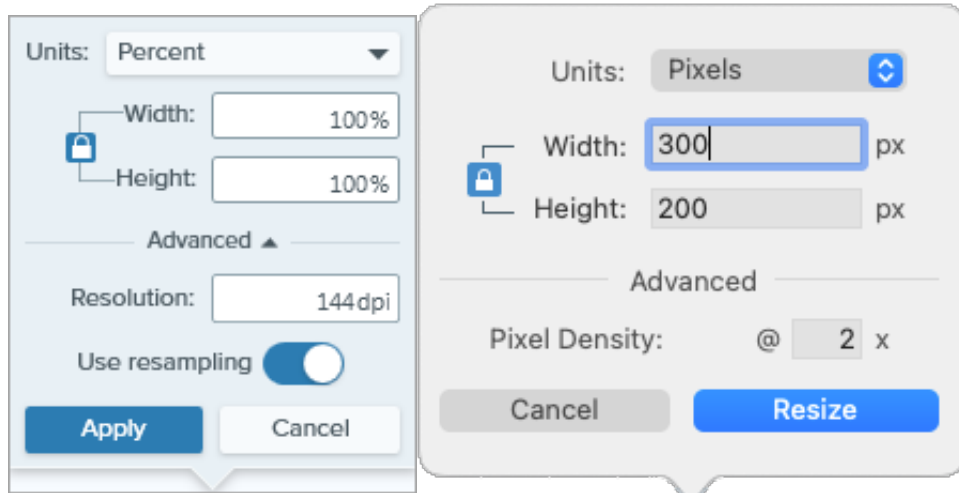 Units: Percent
Width: 100%
Height: 100%
Advanced
Resolution: 144dpi
Use resampling
Apply Cancel
Units: Pixels
Width: 300 px
Height: 200 px
Advanced
Pixel Density: @ 2 x
Cancel Resize